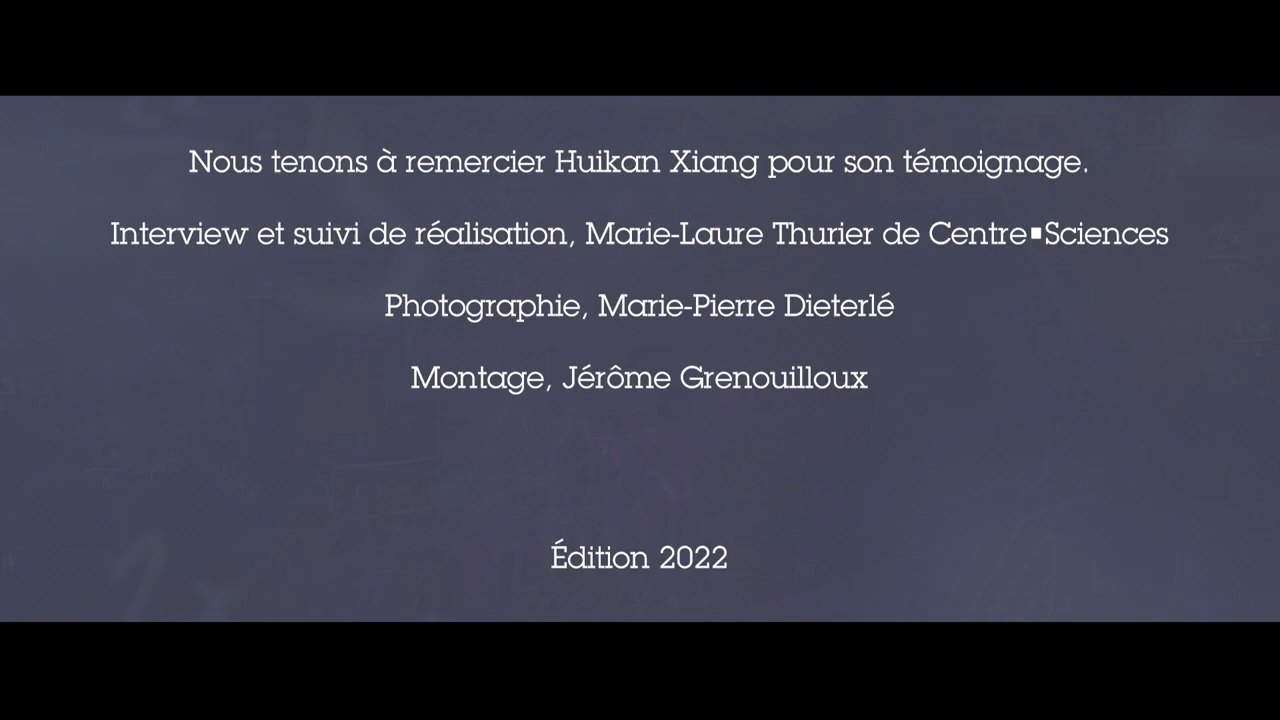 Nous tenons à remercier Huikan Xiang pour son témoignage.
Interview et suivi de réalisation, Marie-Laure Thurier de Centre▪Sciences
Photographie, Marie-Pierre Dieterlé
Montage, Jérôme Grenouilloux
Édition 2022